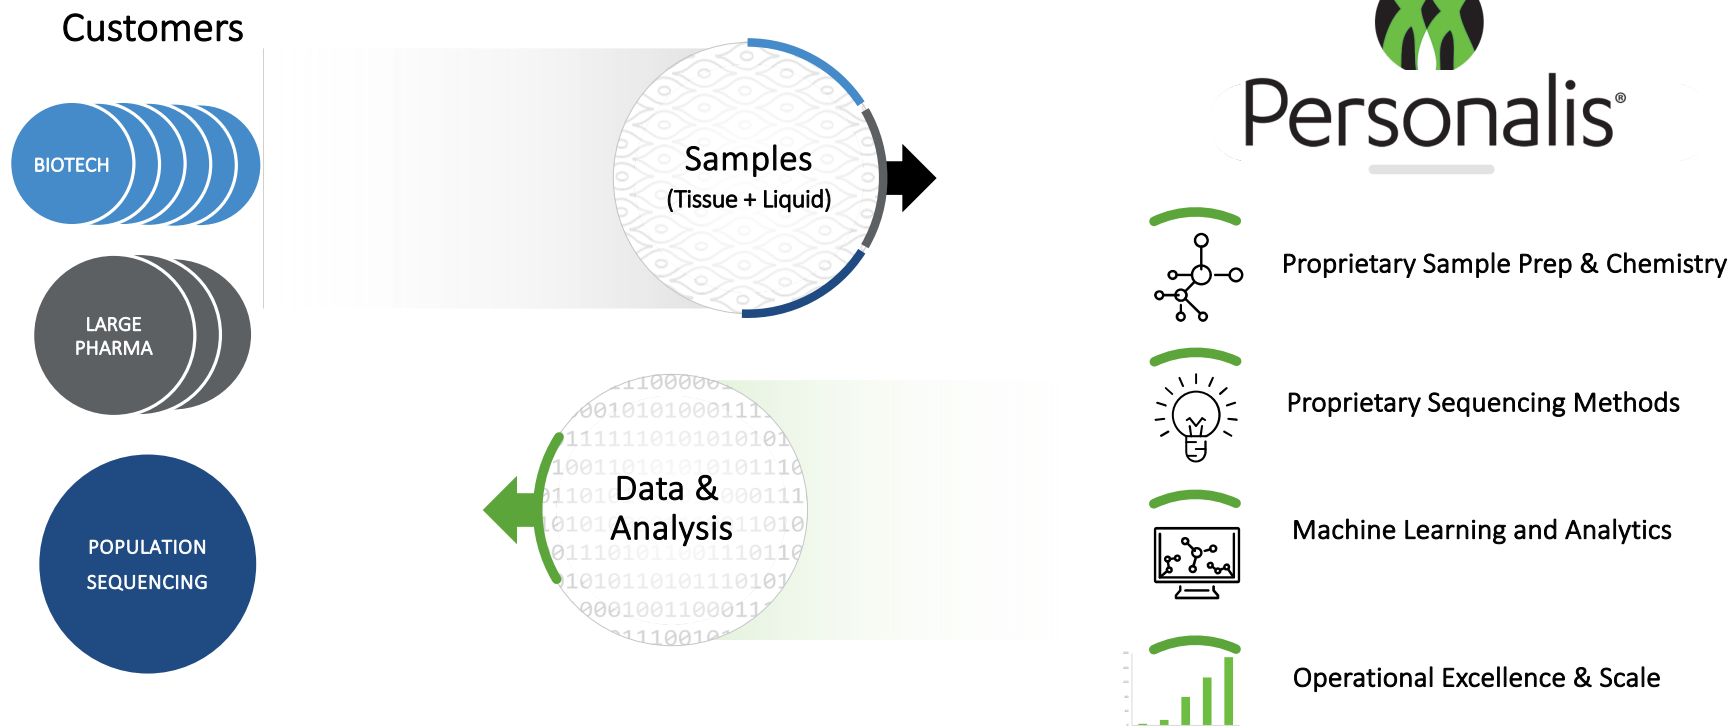 Customers
BIOTECH
LARGE
PHARMA
POPULATION
SEQUENCING
Samples
(Tissue + Liquid)
Data &
Analysis
Personalis®
Proprietary Sample Prep & Chemistry
Proprietary Sequencing Methods
Machine Learning and Analytics
Operational Excellence & Scale